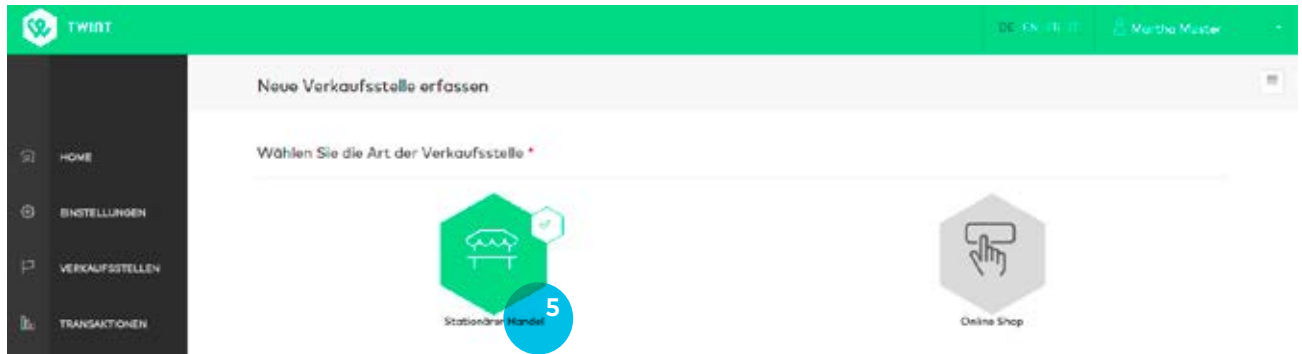 TWINT
DE EN FR IT
Martha Muster
Neue Verkaufsstelle erfassen
HOME
Wählen Sie die Art der Verkaufsstelle *
EINSTELLUNGEN
VERKAUFSSTELLEN
TRANSAKTIONEN
5
Stationärer Handel
Online Shop